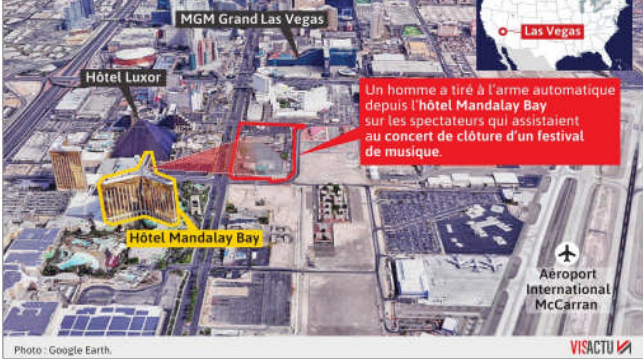 MGM Grand Las Vegas
Las Vegas
Hôtel Luxor
Un homme a tiré à l'arme automatique
depuis l'hôtel Mandalay Bay
sur les spectateurs qui assistaient
au concert de clôture d'un festival
de musique.
Hôtel Mandalay Bay
Aéroport
International
McCarran
Photo : Google Earth.
VISACTU